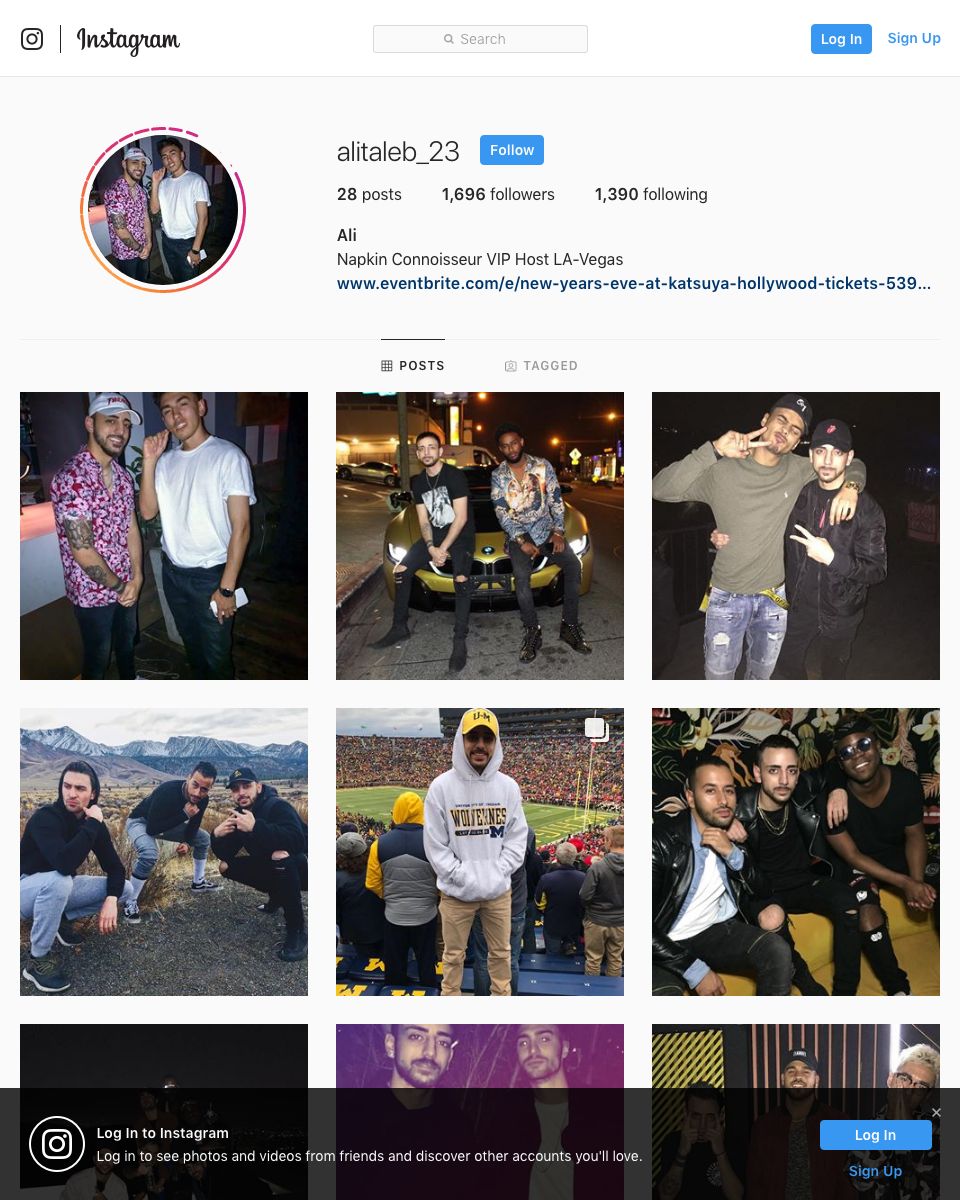 Instagram
Search
Log In
Sign Up
alitaleb_23
Follow
28 posts
1,696 followers
1,390 following
Ali
Napkin Connoisseur VIP Host LA-Vegas
www.eventbrite.com/e/new-years-eve-at-katsuya-hollywood-tickets-539...
POSTS
TAGGED
U-M
WOLVERINES
M
Log In to Instagram
Log in to see photos and videos from friends and discover other accounts you'll love.
Log In
Sign Up